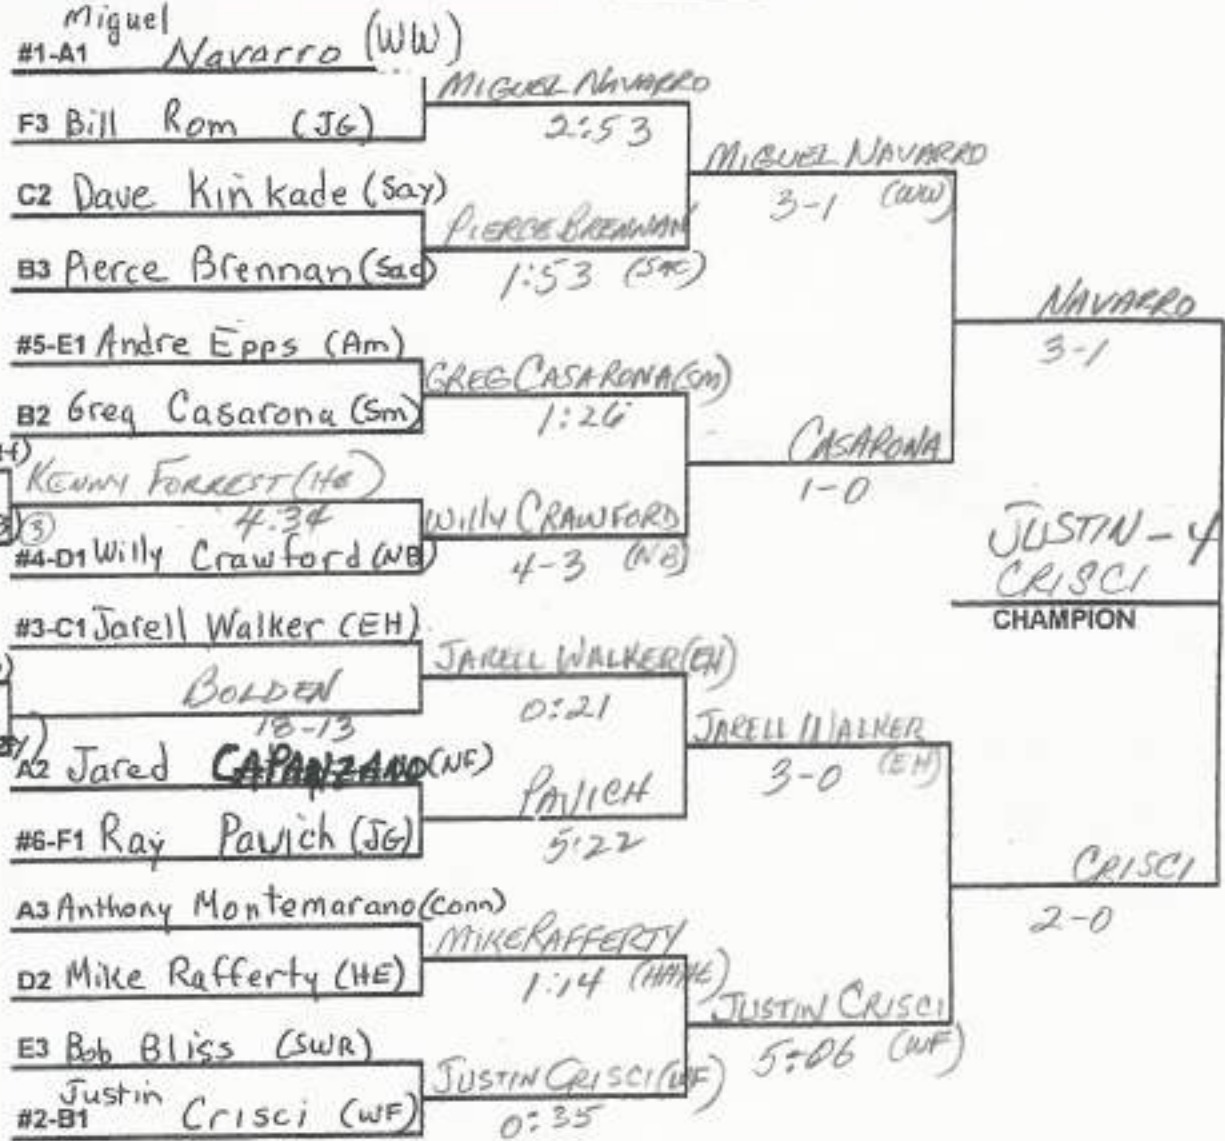 Miguel
#1-A1 Navarro (WW)
F3 Bill Rom (JG)
C2 Dave Kinkade (Say)
B3 Pierce Brennan (Sac)
#5-E1 Andre Epps (Am)
B2 Greg Casarona (Sm)
KENNY FORREST (HE)
4:34
③
#4-D1 Willy Crawford (NB)
#3-C1 Jarell Walker (EH)
BOLDEN
18-13
A2 Jared CAPANZANO (NF)
#6-F1 Ray Pavich (JG)
A3 Anthony Montemarano (Conn)
D2 Mike Rafferty (HE)
E3 Bob Bliss (SWR)
Justin
#2-B1 Crisci (WF)
MIGUEL NAVARRO
2:53
PIERCE BRENNAN
1:53 (SAC)
GREG CASARONA (SM)
1:26
Willy CRAWFORD
4-3 (NB)
JARELL WALKER (EH)
0:21
PAVICH
5:22
MIKE RAFFERTY
1:14
JUSTIN CRISCI (WF)
0:35
MIGUEL NAVARRO
3-1 (WW)
CASARONA
1-0
JARELL WALKER
3-0 (EH)
JUSTIN CRISCI
5:06 (WF)
NAVARRO
3-1
CRISCI
2-0
JUSTIN - 4
CRISCI
CHAMPION